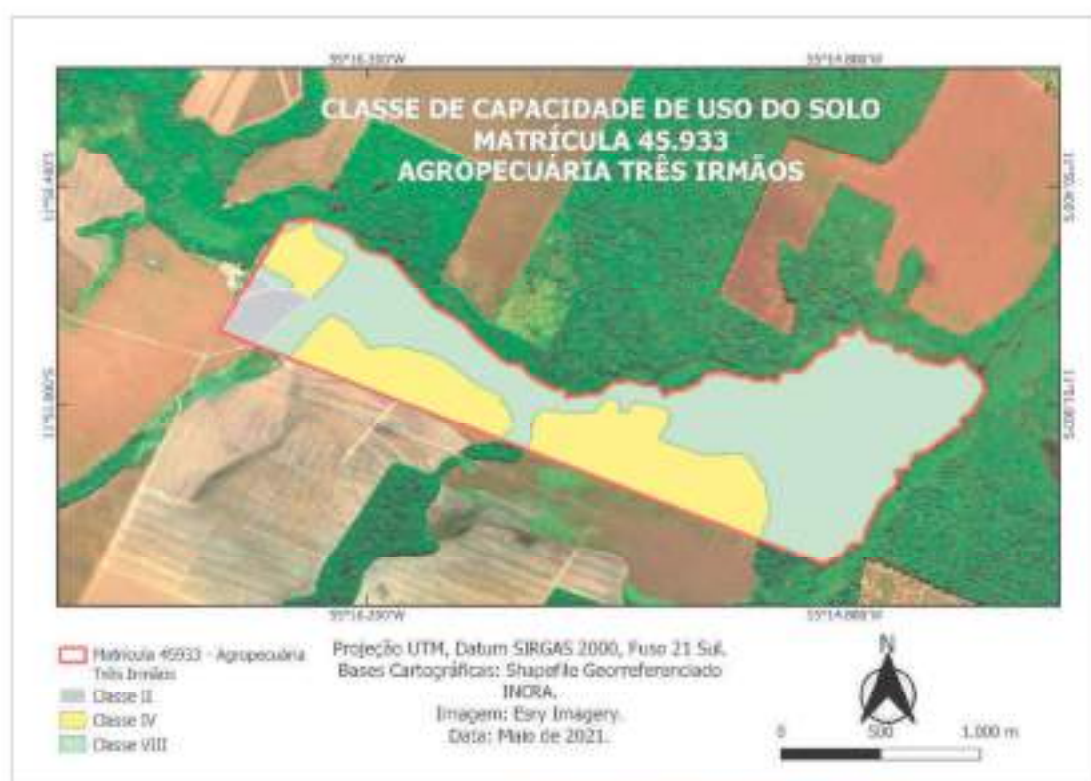 CLASSE DE CAPACIDADE DE USO DO SOLO
MATRÍCULA 45.933
AGROPECUÁRIA TRÊS IRMÃOS
Matrícula 45933 - Agropecuária
Três Irmãos
Classe II
Classe IV
Classe VIII
Projeção UTM, Datum SIRGAS 2000, Fuso 21 Sul.
Bases Cartográficas: Shapefile Georreferenciado
INCRA.
Imagem: Esry Imagery.
Data: Maio de 2021.
N
0 500 1.000 m